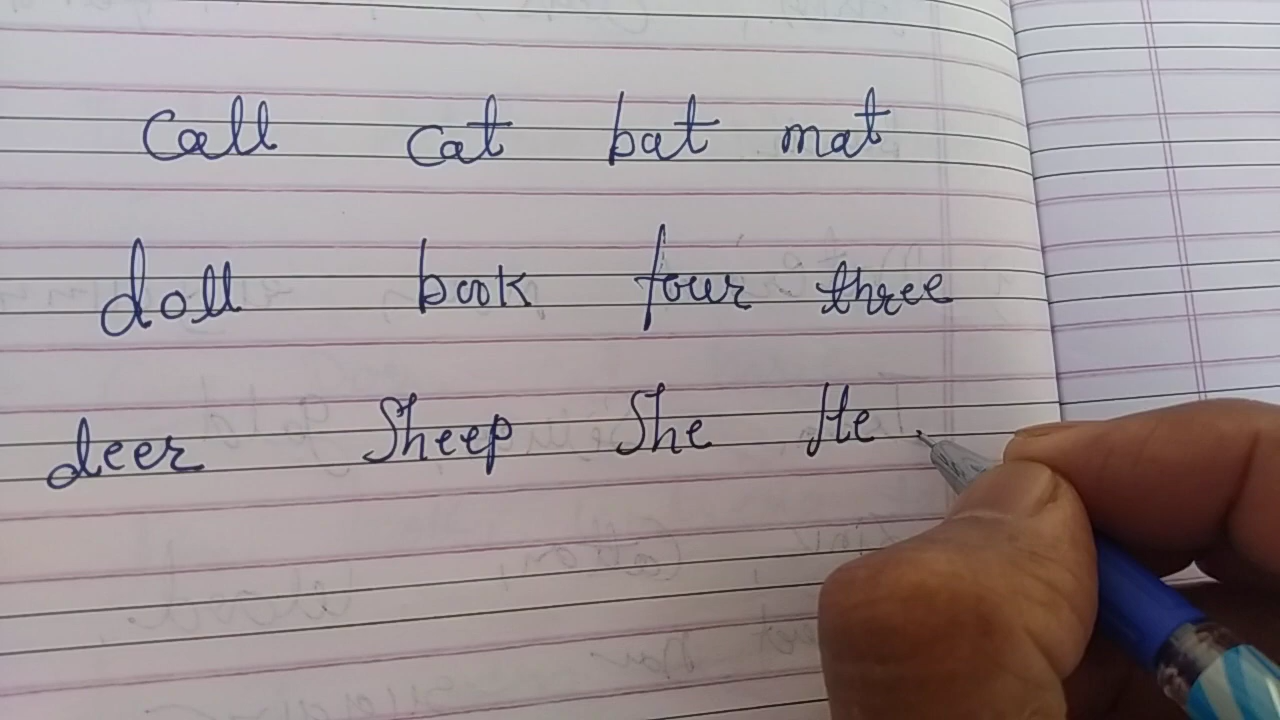 Call cat bat mat
doll book four three
deer Sheep She He